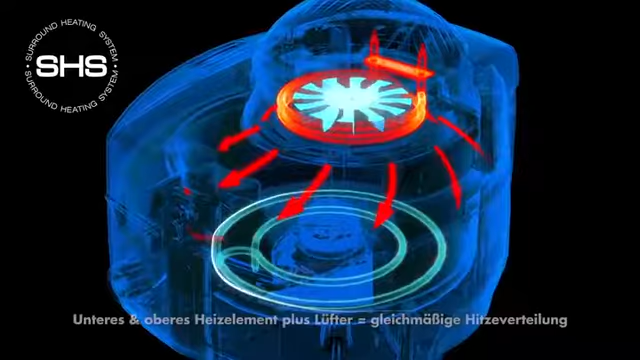 · SURROUND HEATING SYSTEM ·
SHS
SURROUND HEATING SYSTEM
Unteres & oberes Heizelement plus Lüfter = gleichmäßige Hitzeverteilung